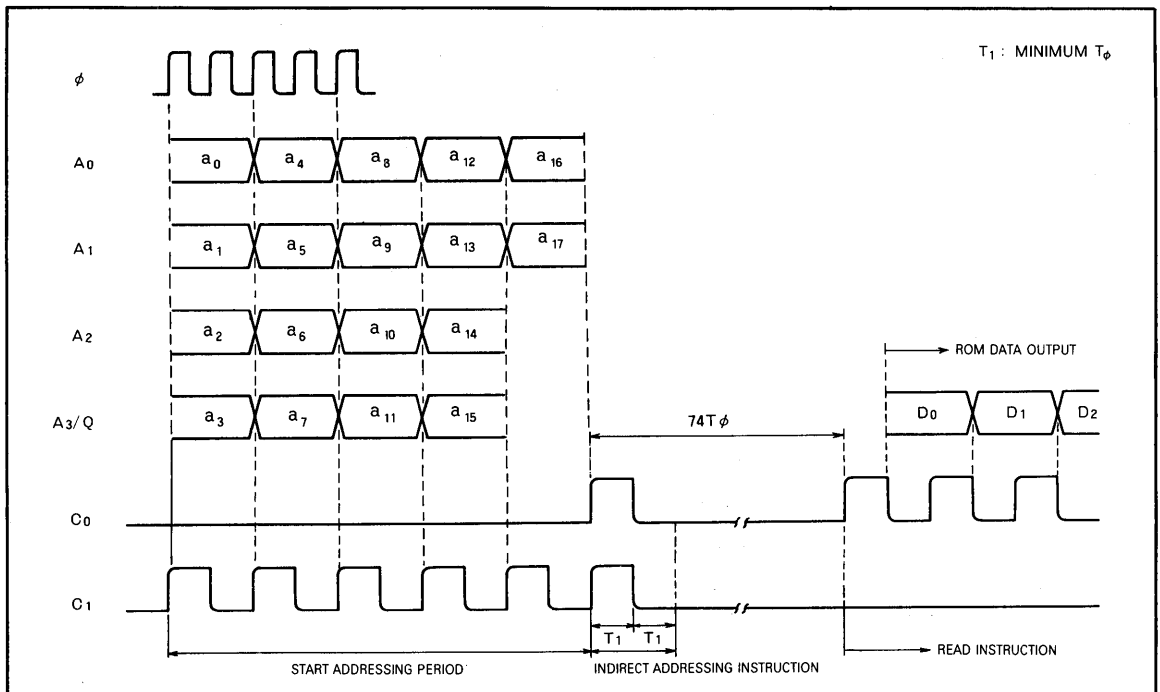 T₁ : MINIMUM Tφ
φ
A₀ a₀ a₄ a₈ a₁₂ a₁₆
A₁ a₁ a₅ a₉ a₁₃ a₁₇
A₂ a₂ a₆ a₁₀ a₁₄
ROM DATA OUTPUT
A₃/Q a₃ a₇ a₁₁ a₁₅ D₀ D₁ D₂
74Tφ
C₀
C₁
T₁ T₁
START ADDRESSING PERIOD INDIRECT ADDRESSING INSTRUCTION READ INSTRUCTION